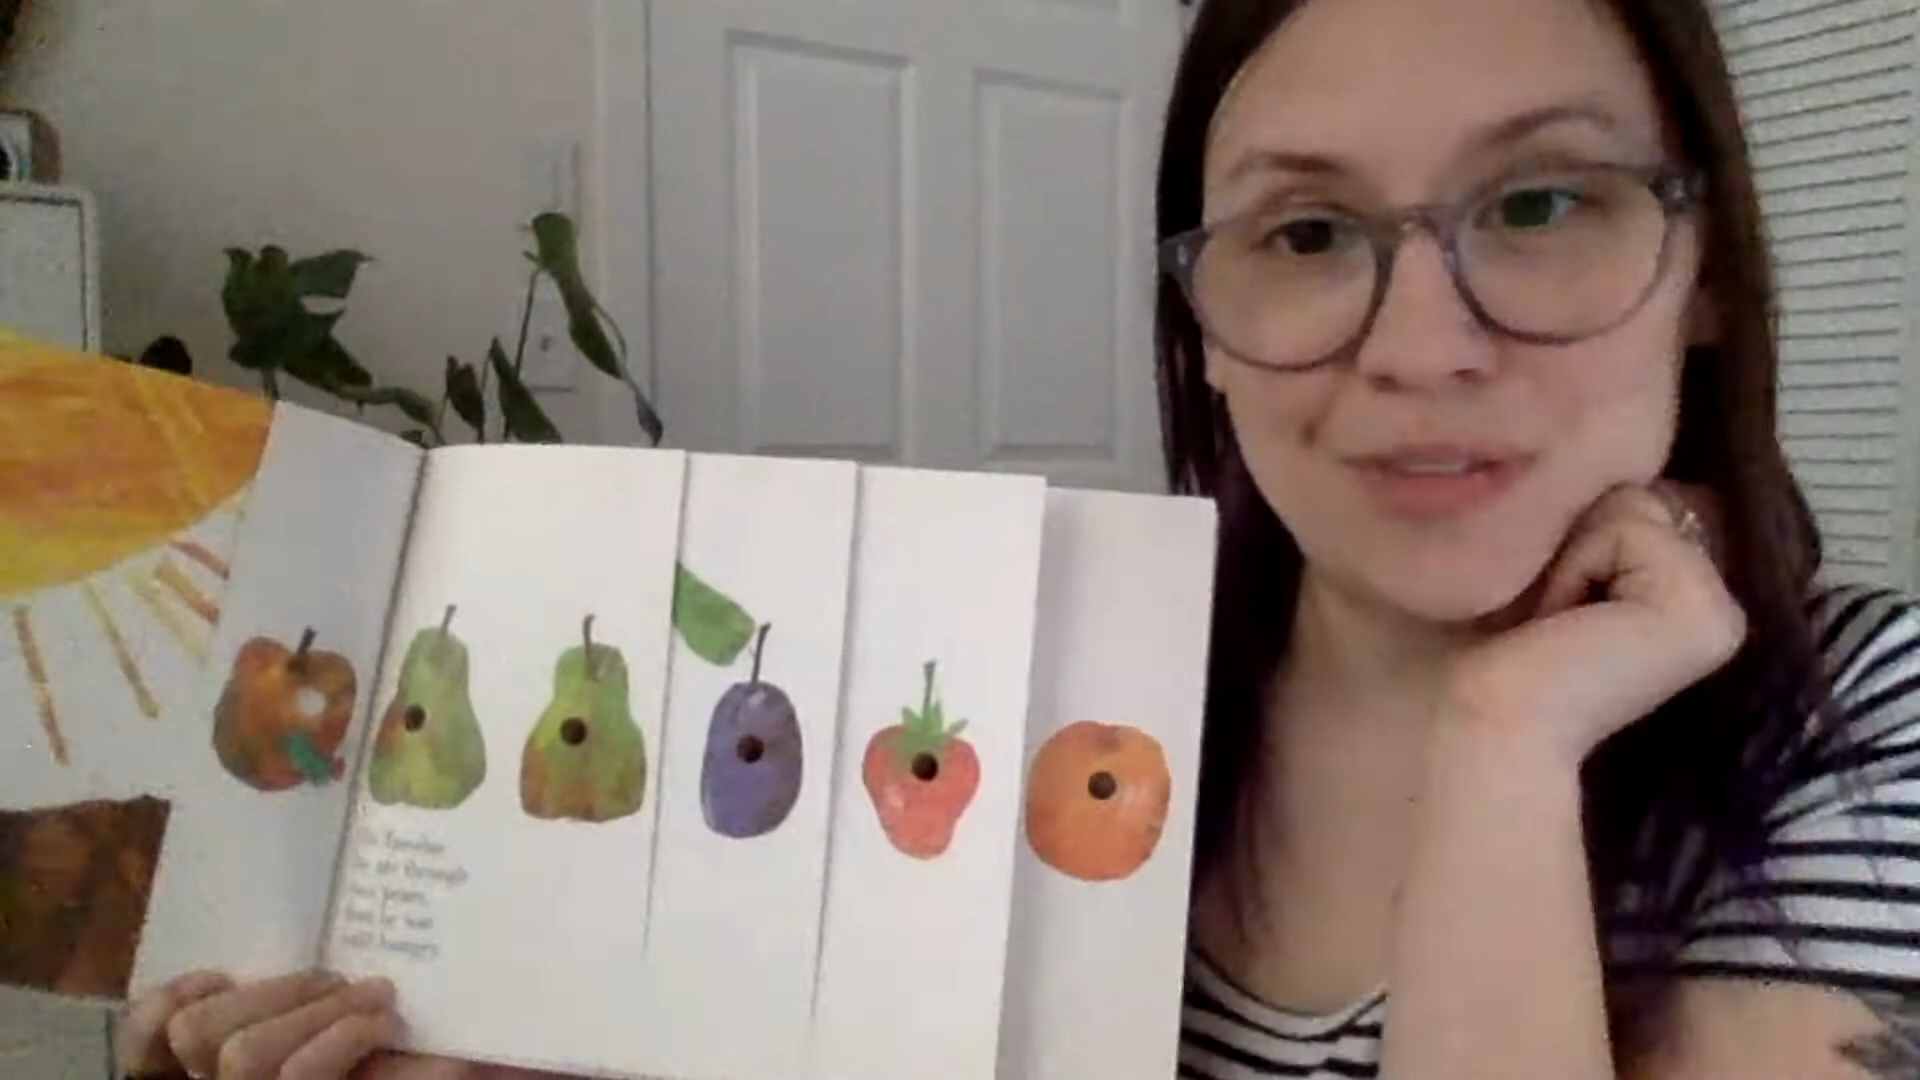 On Tuesday
he ate through
two pears,
but he was
still hungry.